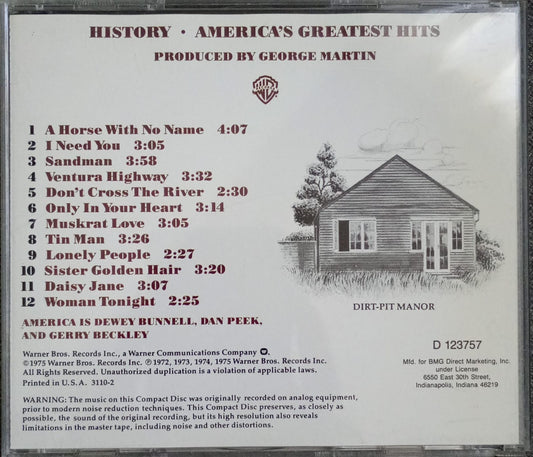 HISTORY · AMERICA'S GREATEST HITS
PRODUCED BY GEORGE MARTIN
1 A HORSE WITH NO NAME 4:07
2 I NEED YOU 3:05
3 SANDMAN 3:58
4 VENTURA HIGHWAY 3:32
5 DON'T CROSS THE RIVER 2:30
6 ONLY IN YOUR HEART 3:14
7 MUSKRAT LOVE 3:05
8 TIN MAN 3:26
9 LONELY PEOPLE 2:27
10 SISTER GOLDEN HAIR 3:20
11 DAISY JANE 3:07
12 WOMAN TONIGHT 2:25
AMERICA IS DEWEY BUNNELL, DAN PEEK,
AND GERRY BECKLEY
Warner Bros. Records Inc., a Warner Communications Company
©1975 Warner Bros. Records Inc. ℗ 1972, 1973, 1974, 1975 Warner Bros. Records Inc.
All Rights Reserved. Unauthorized duplication is a violation of applicable laws.
Printed in U.S.A. 3110-2
WARNING: The music on this Compact Disc was originally recorded on analog equipment,
prior to modern noise reduction techniques. This Compact Disc preserves, as closely as
possible, the sound of the original recording, but its high resolution also reveals
limitations in the master tape, including noise and other distortions.
DIRT-PIT MANOR
D 123757
Mfd. for BMG Direct Marketing, Inc.
under License
6550 East 30th Street,
Indianapolis, Indiana 46219